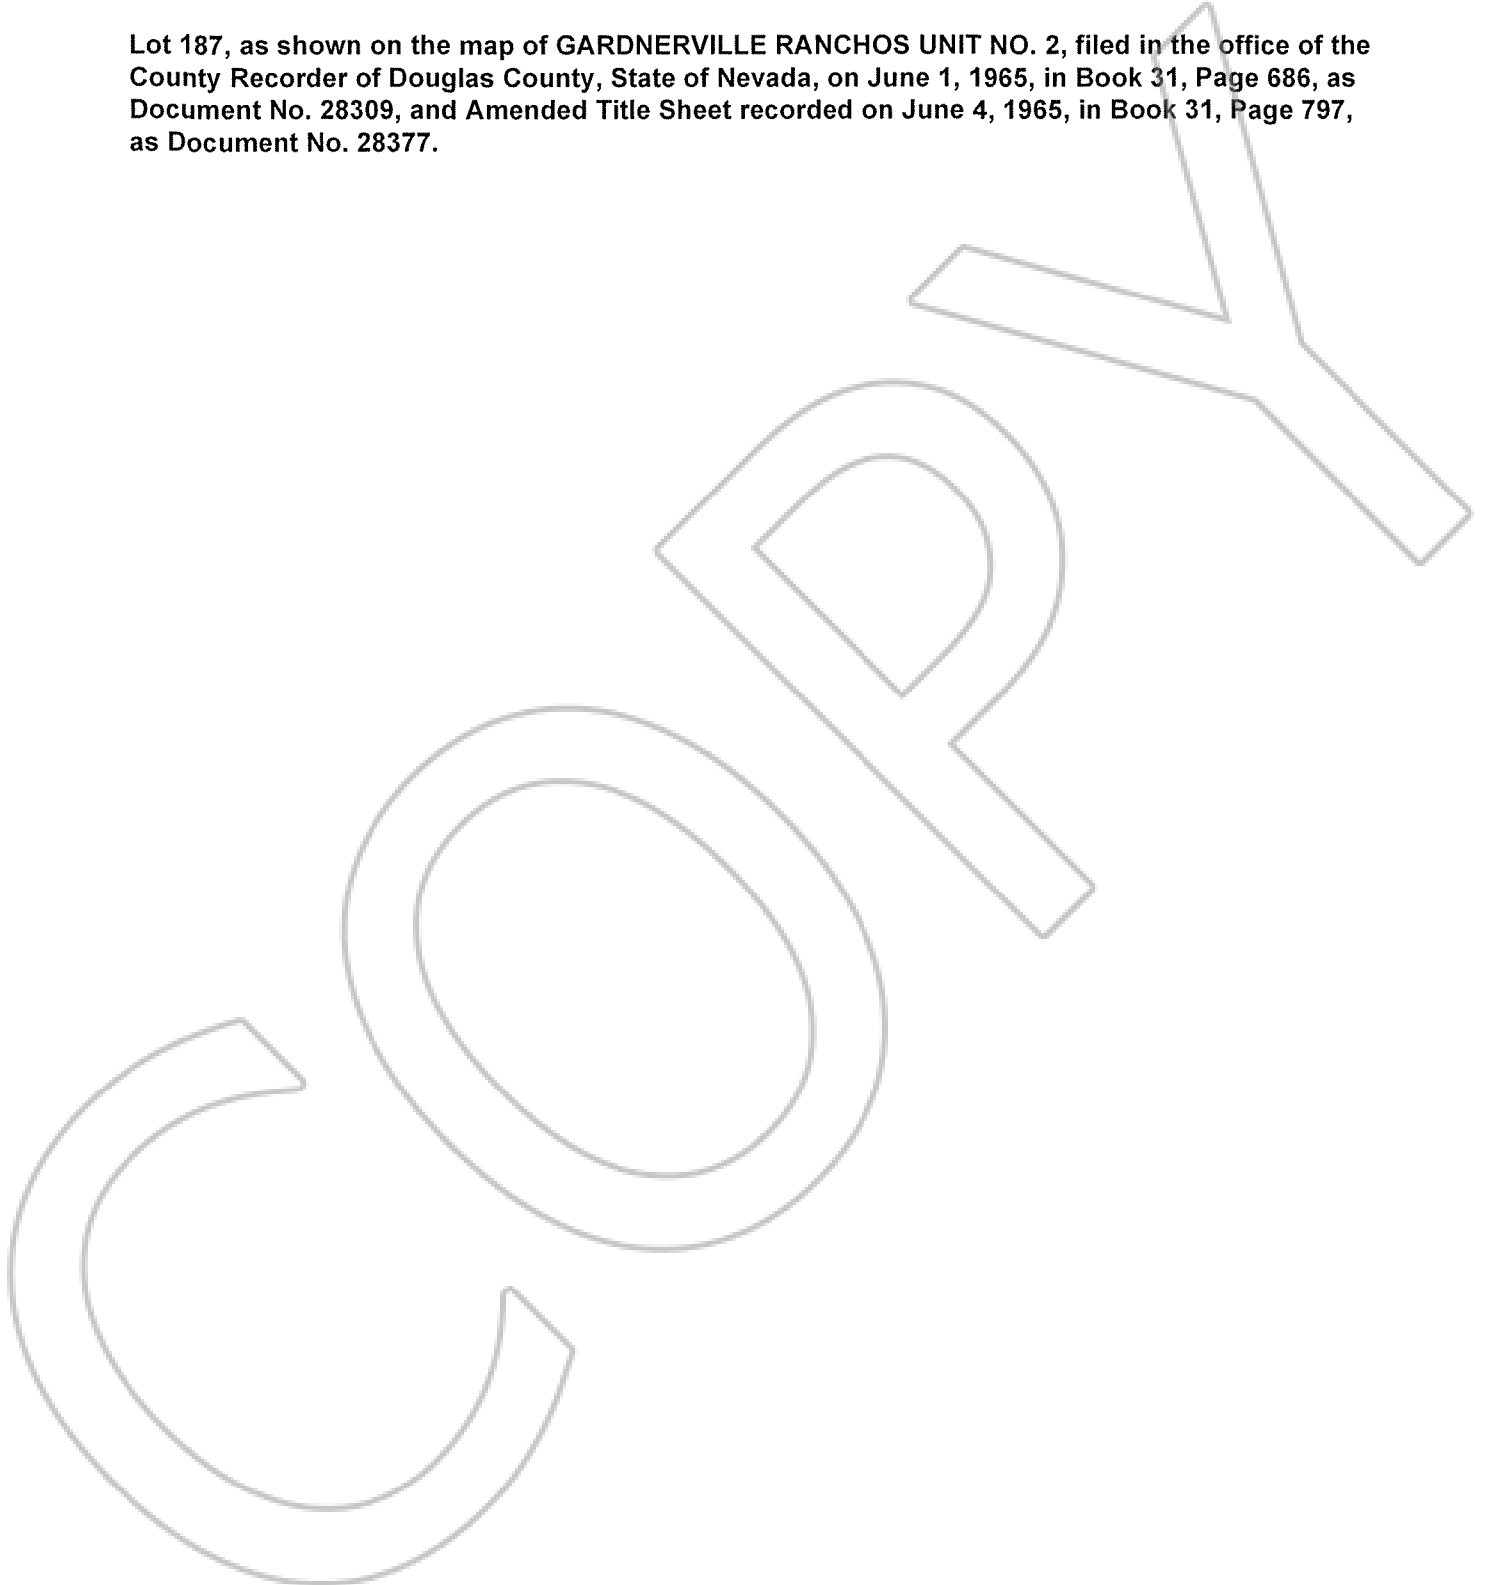 Lot 187, as shown on the map of GARDNERVILLE RANCHOS UNIT NO. 2, filed in the office of the
County Recorder of Douglas County, State of Nevada, on June 1, 1965, in Book 31, Page 686, as
Document No. 28309, and Amended Title Sheet recorded on June 4, 1965, in Book 31, Page 797,
as Document No. 28377.
COPY